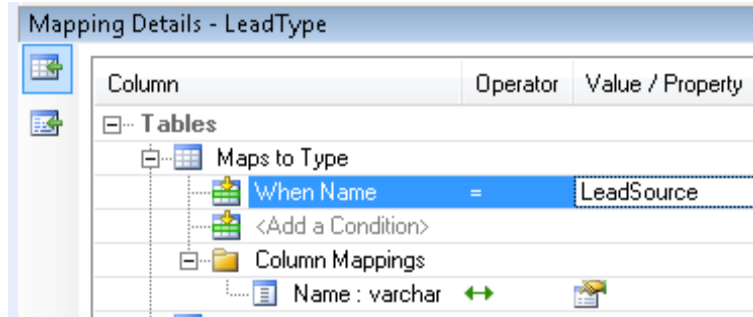 Mapping Details - LeadType
Column Operator Value / Property
Tables
Maps to Type
When Name = LeadSource
<Add a Condition>
Column Mappings
Name : varchar